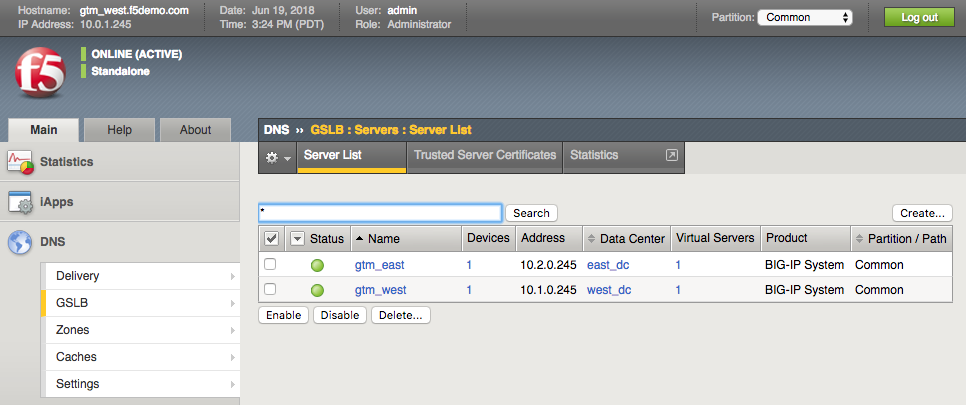 Hostname: gtm_west.f5demo.com Date: Jun 19, 2018 User: admin
IP Address: 10.0.1.245 Time: 3:24 PM (PDT) Role: Administrator
Partition: Common Log out
f5
ONLINE (ACTIVE)
Standalone
Main Help About
DNS ›› GSLB : Servers : Server List
Server List Trusted Server Certificates Statistics
Statistics
iApps
DNS
Delivery
GSLB
Zones
Caches
Settings
* Search Create...
Status Name Devices Address Data Center Virtual Servers Product Partition / Path
gtm_east 1 10.2.0.245 east_dc 1 BIG-IP System Common
gtm_west 1 10.1.0.245 west_dc 1 BIG-IP System Common
Enable Disable Delete...